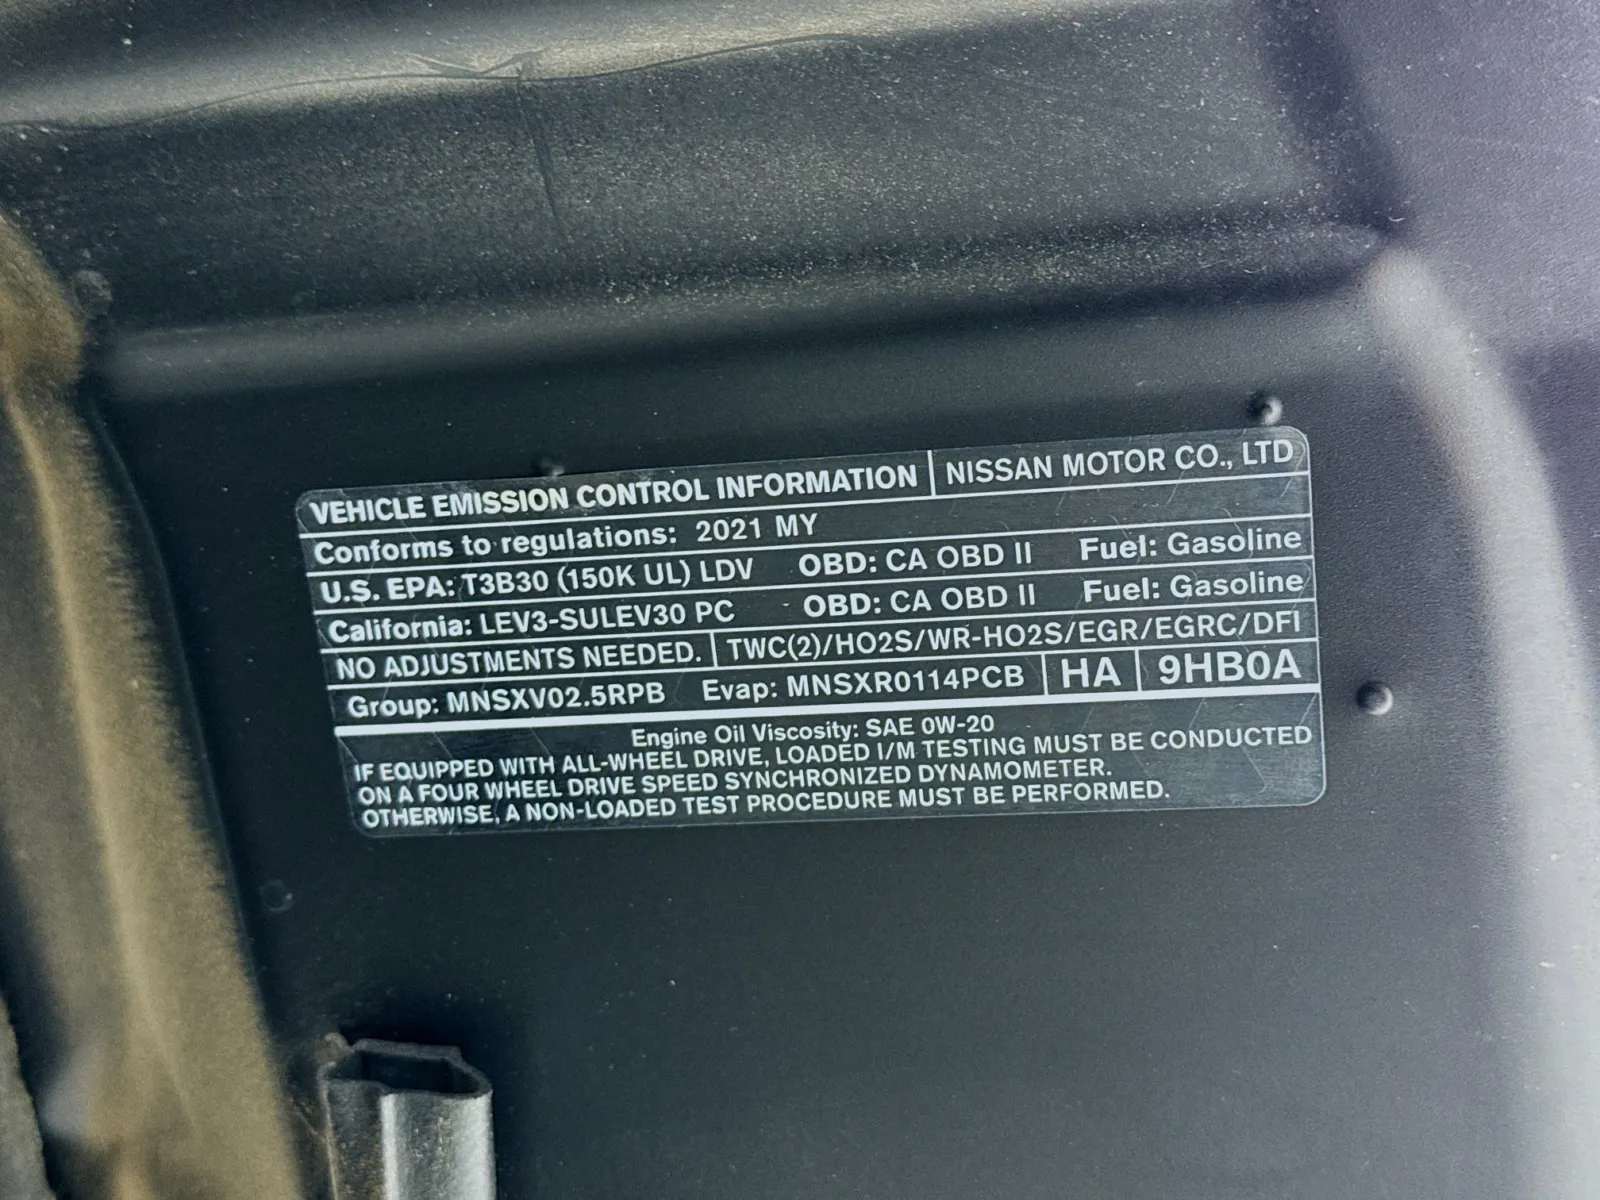 VEHICLE EMISSION CONTROL INFORMATION NISSAN MOTOR CO., LTD
Conforms to regulations: 2021 MY
U.S. EPA: T3B30 (150K UL) LDV OBD: CA OBD II Fuel: Gasoline
California: LEV3-SULEV30 PC OBD: CA OBD II Fuel: Gasoline
NO ADJUSTMENTS NEEDED. TWC(2)/HO2S/WR-HO2S/EGR/EGRC/DFI
Group: MNSXV02.5RPB Evap: MNSXR0114PCB HA 9HB0A
Engine Oil Viscosity: SAE 0W-20
IF EQUIPPED WITH ALL-WHEEL DRIVE, LOADED I/M TESTING MUST BE CONDUCTED
ON A FOUR WHEEL DRIVE SPEED SYNCHRONIZED DYNAMOMETER.
OTHERWISE, A NON-LOADED TEST PROCEDURE MUST BE PERFORMED.